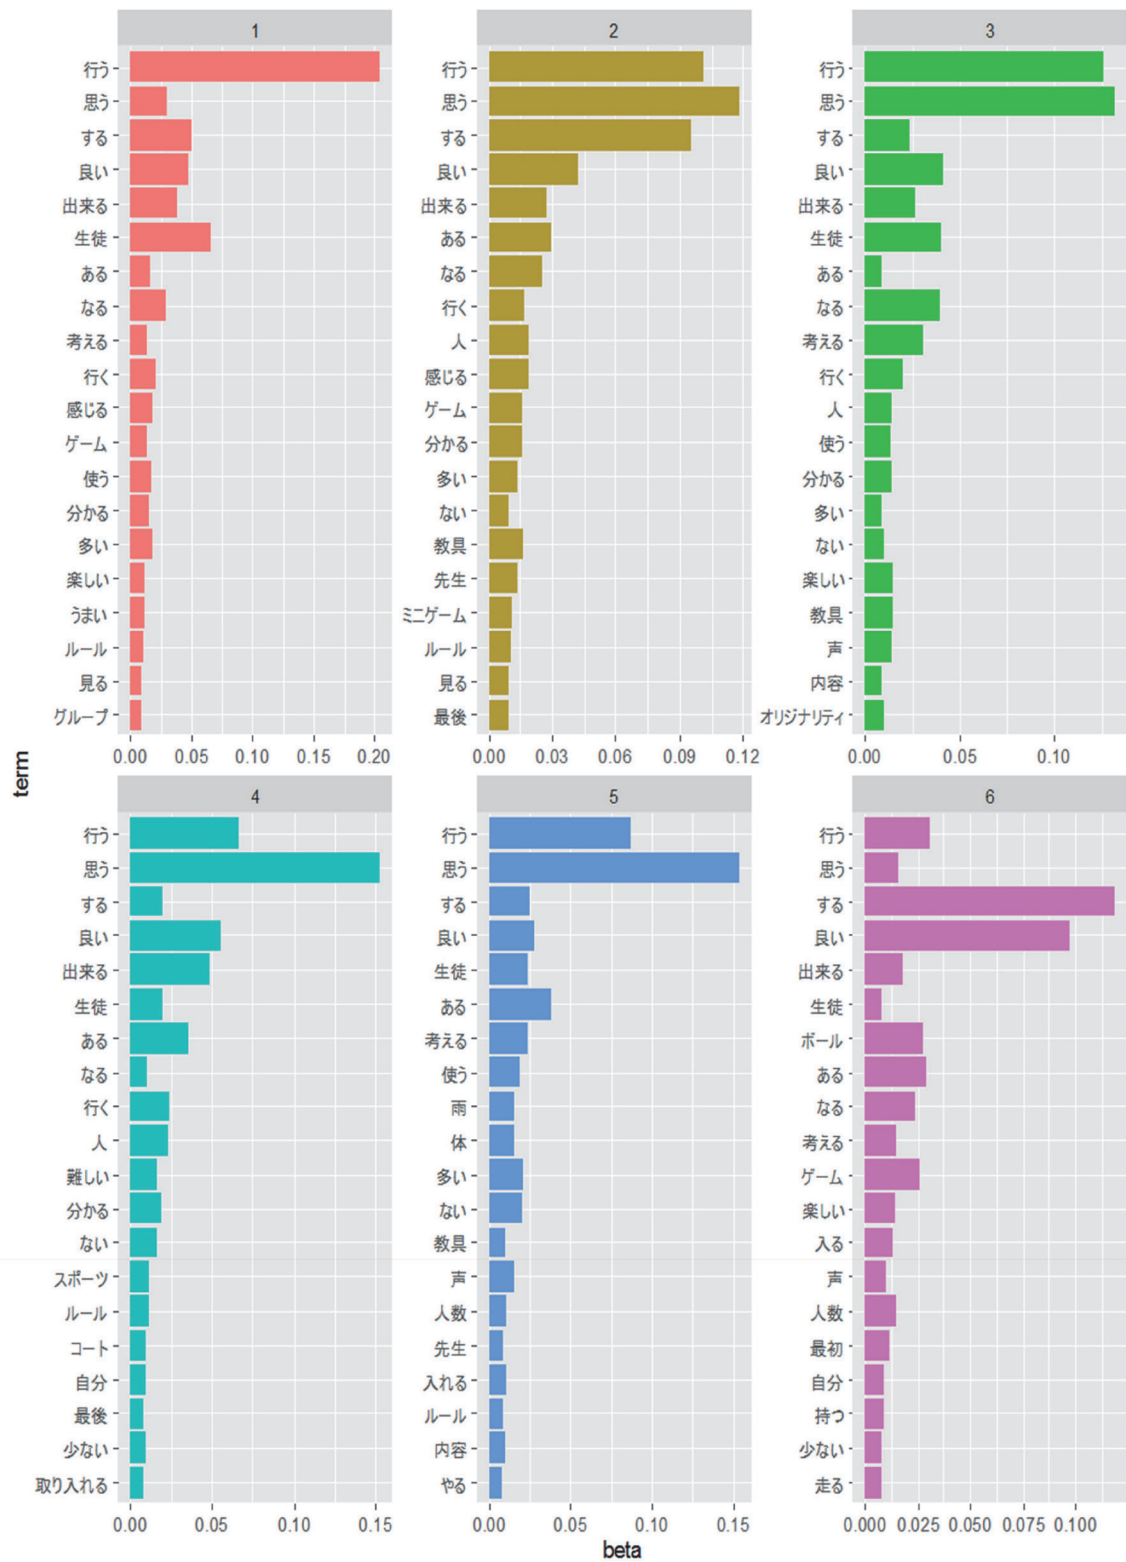 1
行う
思う
する
良い
出来る
生徒
ある
なる
考える
行く
感じる
ゲーム
使う
分かる
多い
楽しい
うまい
ルール
見る
グループ
0.00 0.05 0.10 0.15 0.20
2
行う
思う
する
良い
出来る
ある
なる
行く
人
感じる
ゲーム
分かる
多い
ない
教具
先生
ミニゲーム
ルール
見る
最後
0.00 0.03 0.06 0.09 0.12
3
行う
思う
する
良い
出来る
生徒
ある
なる
考える
行く
人
使う
分かる
多い
ない
楽しい
教具
声
内容
オリジナリティ
0.00 0.05 0.10
term
4
行う
思う
する
良い
出来る
生徒
ある
なる
行く
人
難しい
分かる
ない
スポーツ
ルール
コート
自分
最後
少ない
取り入れる
0.00 0.05 0.10 0.15
5
行う
思う
する
良い
生徒
ある
考える
使う
雨
体
多い
ない
教具
声
人数
先生
入れる
ルール
内容
やる
0.00 0.05 0.10 0.15
6
行う
思う
する
良い
出来る
生徒
ボール
ある
なる
考える
ゲーム
楽しい
入る
声
人数
最初
自分
持つ
少ない
走る
0.000 0.025 0.050 0.075 0.100
beta